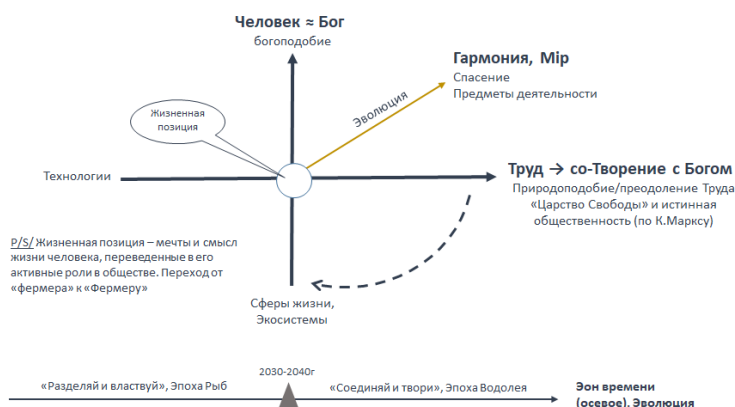 Человек ≈ Бог
богоподобие
Гармония, Мiр
Спасение
Предметы деятельности
Эволюция
Жизненная
позиция
Технологии
Труд → со-Творение с Богом
Природоподобие/преодоление Труда
«Царство Свободы» и истинная
общественность (по К.Марксу)
P/S/ Жизненная позиция – мечты и смысл
жизни человека, переведенные в его
активные роли в обществе. Переход от
«фермера» к «Фермеру»
Сферы жизни,
Экосистемы
2030-2040г
«Разделяй и властвуй», Эпоха Рыб
«Соединяй и твори», Эпоха Водолея
Эон времени
(осевое). Эволюция